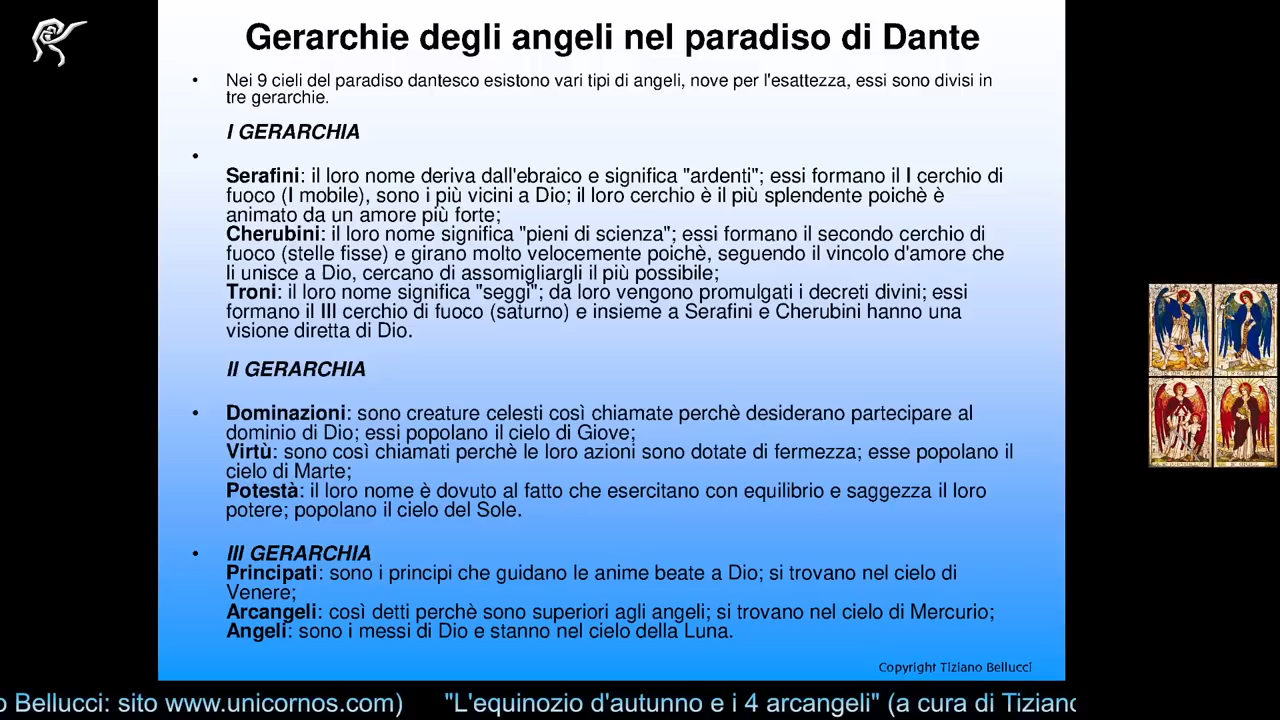 Gerarchie degli angeli nel paradiso di Dante
• Nei 9 cieli del paradiso dantesco esistono vari tipi di angeli, nove per l'esattezza, essi sono divisi in
tre gerarchie.
I GERARCHIA
•
Serafini: il loro nome deriva dall'ebraico e significa "ardenti"; essi formano il I cerchio di
fuoco (I mobile), sono i più vicini a Dio; il loro cerchio è il più splendente poichè è
animato da un amore più forte;
Cherubini: il loro nome significa "pieni di scienza"; essi formano il secondo cerchio di
fuoco (stelle fisse) e girano molto velocemente poichè, seguendo il vincolo d'amore che
li unisce a Dio, cercano di assomigliargli il più possibile;
Troni: il loro nome significa "seggi"; da loro vengono promulgati i decreti divini; essi
formano il III cerchio di fuoco (saturno) e insieme a Serafini e Cherubini hanno una
visione diretta di Dio.
II GERARCHIA
• Dominazioni: sono creature celesti così chiamate perchè desiderano partecipare al
dominio di Dio; essi popolano il cielo di Giove;
Virtù: sono così chiamati perchè le loro azioni sono dotate di fermezza; esse popolano il
cielo di Marte;
Potestà: il loro nome è dovuto al fatto che esercitano con equilibrio e saggezza il loro
potere; popolano il cielo del Sole.
• III GERARCHIA
Principati: sono i principi che guidano le anime beate a Dio; si trovano nel cielo di
Venere;
Arcangeli: così detti perchè sono superiori agli angeli; si trovano nel cielo di Mercurio;
Angeli: sono i messi di Dio e stanno nel cielo della Luna.
Copyright Tiziano Bellucci
o Bellucci: sito www.unicornos.com) "L'equinozio d'autunno e i 4 arcangeli" (a cura di Tiziano